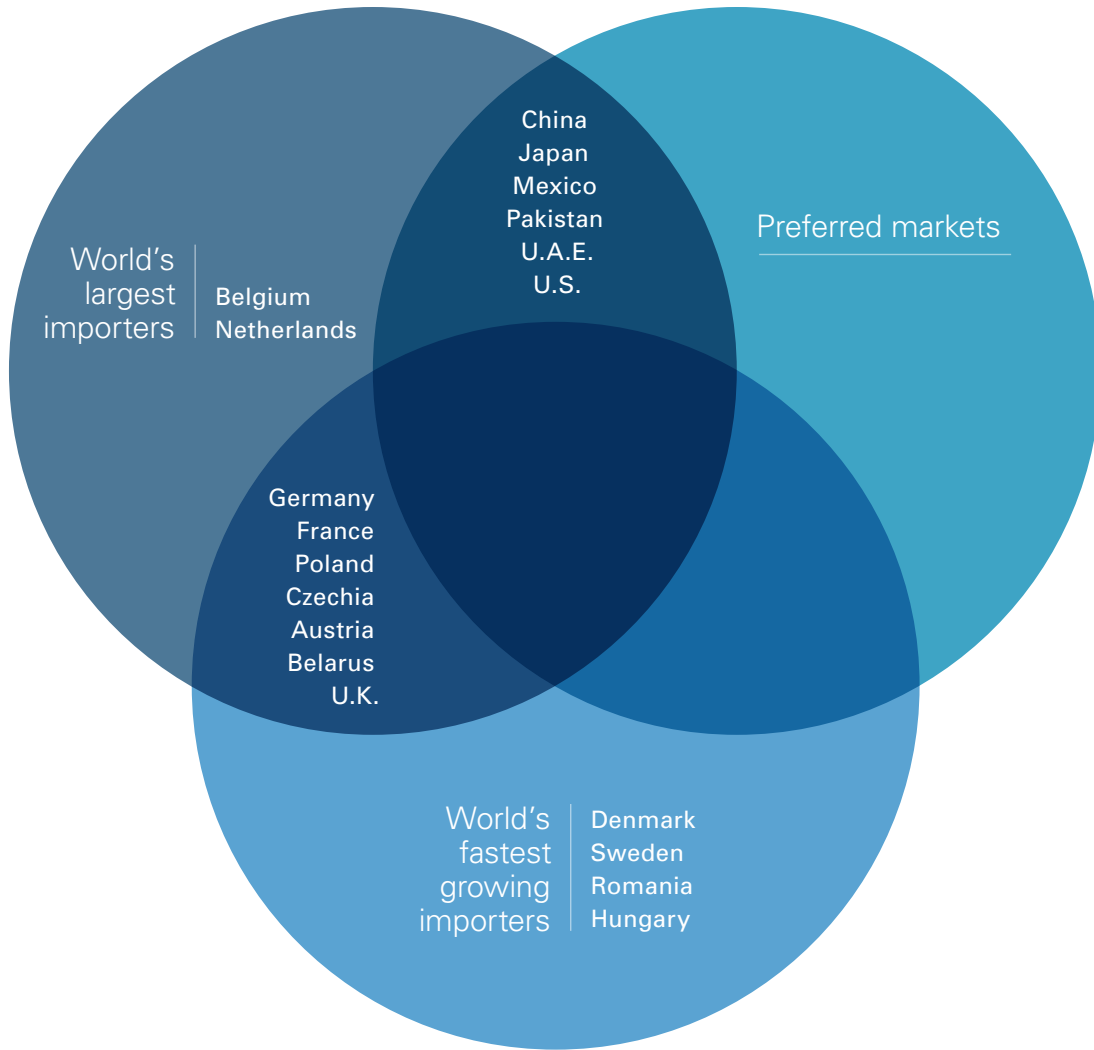 China
Japan
Mexico
Pakistan
U.A.E.
U.S.
Preferred markets
World's
largest
importers
Belgium
Netherlands
Germany
France
Poland
Czechia
Austria
Belarus
U.K.
World's
fastest
growing
importers
Denmark
Sweden
Romania
Hungary